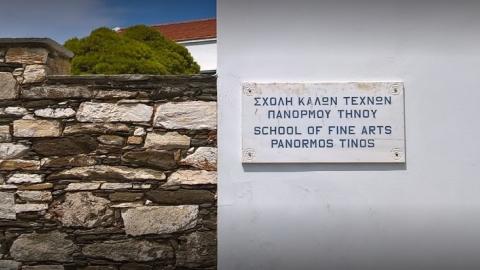 ΣΧΟΛΗ ΚΑΛΩΝ ΤΕΧΝΩΝ
ΠΑΝΟΡΜΟΥ ΤΗΝΟΥ
SCHOOL OF FINE ARTS
PANORMOS TINOS